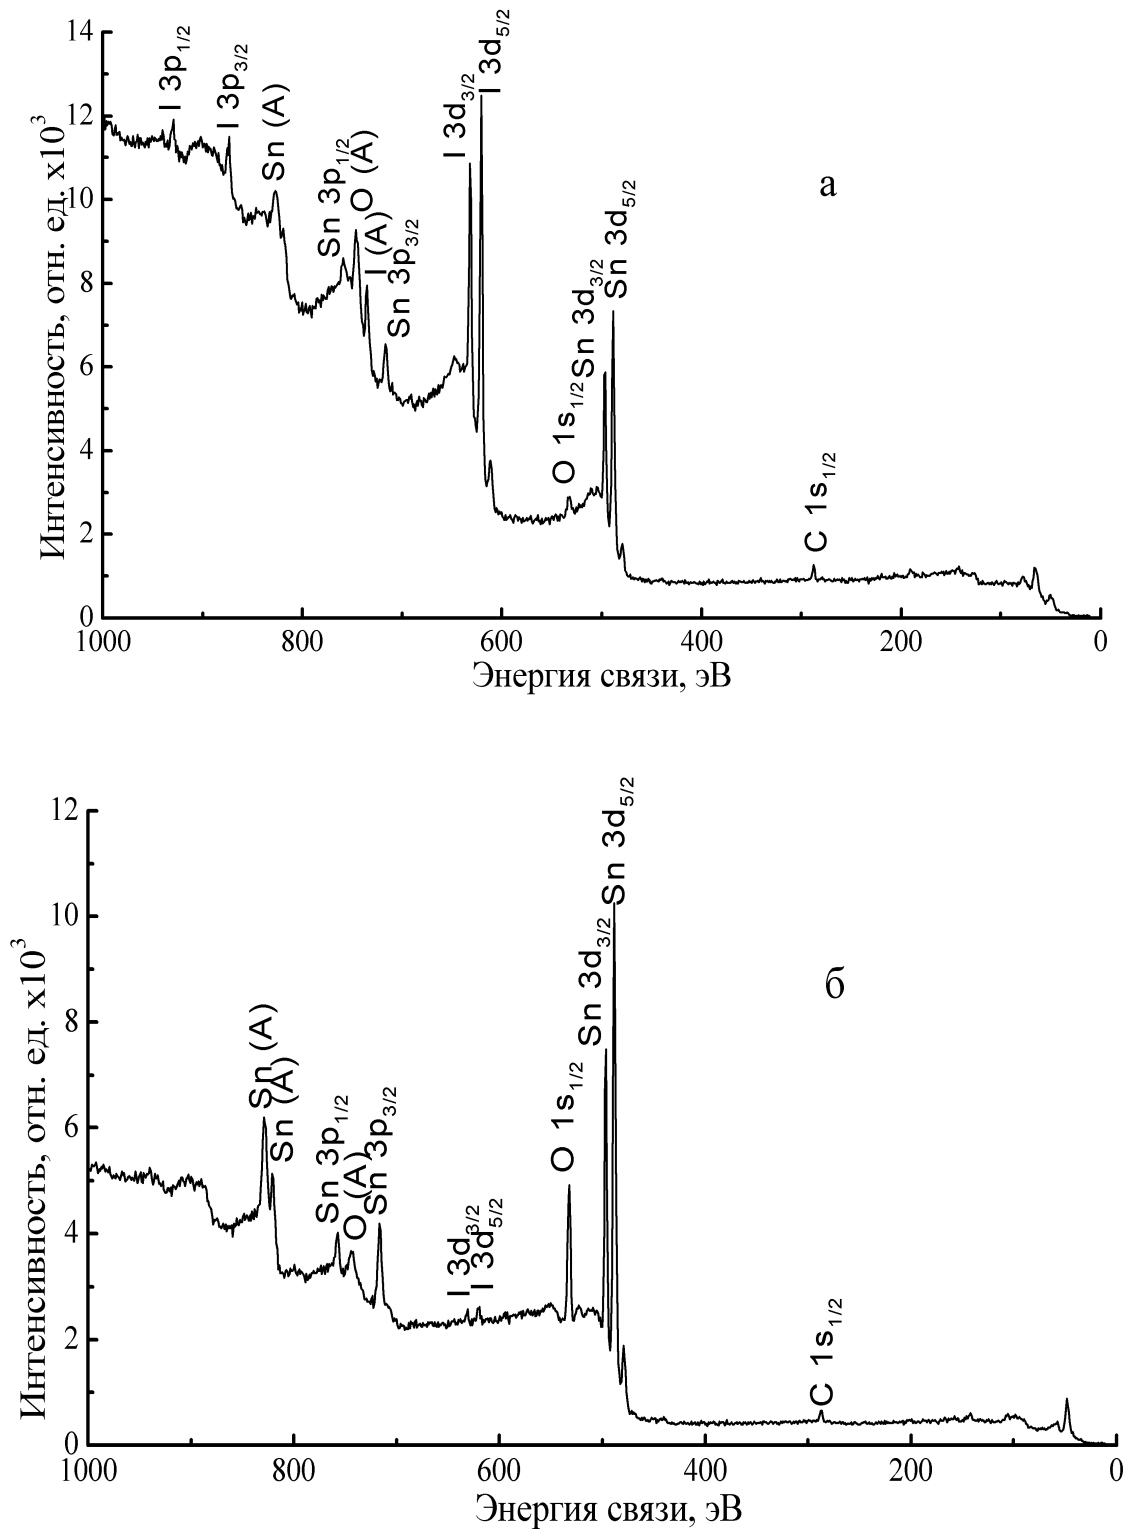 14
12
10
8
6
4
2
0
Интенсивность, отн. ед. x10³
I 3p1/2
I 3p3/2
Sn (A)
Sn 3p1/2
O (A)
I (A)
Sn 3p3/2
I 3d3/2
I 3d5/2
O 1s1/2
Sn 3d3/2
Sn 3d5/2
C 1s1/2
а
1000 800 600 400 200 0
Энергия связи, эВ
12
10
8
6
4
2
0
Интенсивность, отн. ед. x10³
Sn (A)
Sn (A)
Sn 3p1/2
O (A)
Sn 3p3/2
I 3d3/2
I 3d5/2
O 1s1/2
Sn 3d3/2
Sn 3d5/2
C 1s1/2
б
1000 800 600 400 200 0
Энергия связи, эВ